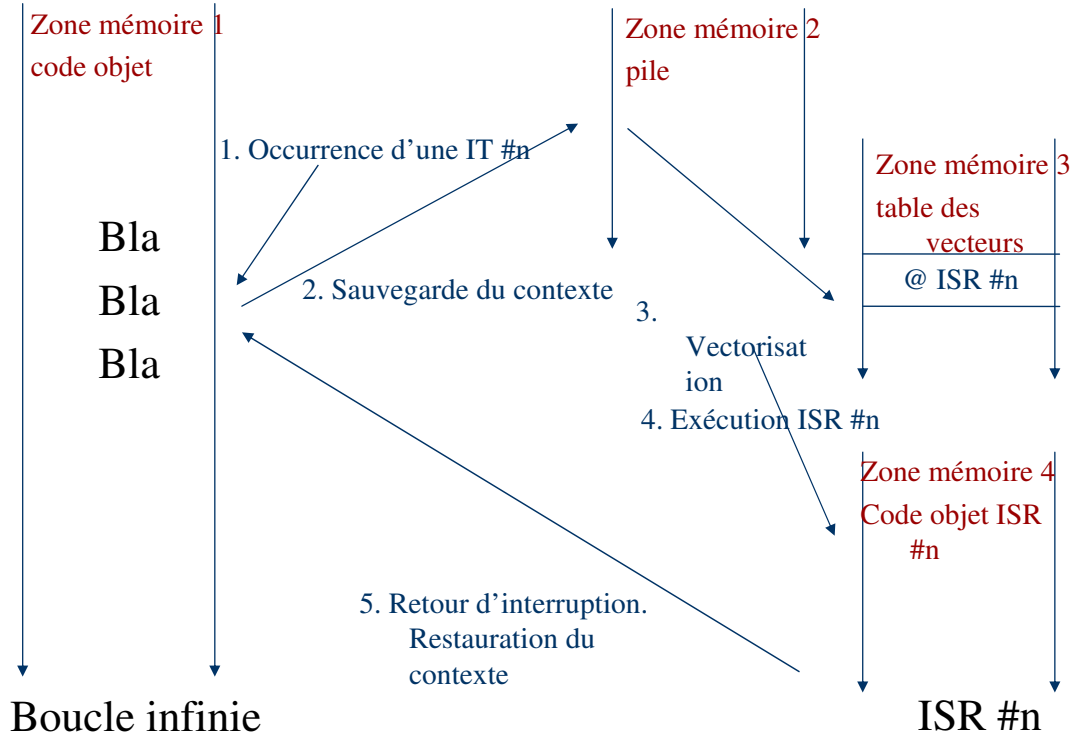 Zone mémoire 1
code objet
Zone mémoire 2
pile
1. Occurrence d'une IT #n
Zone mémoire 3
table des
vecteurs
@ ISR #n
Bla
Bla
Bla
2. Sauvegarde du contexte
3.
Vectorisat
ion
4. Exécution ISR #n
Zone mémoire 4
Code objet ISR
#n
5. Retour d'interruption.
Restauration du
contexte
Boucle infinie
ISR #n